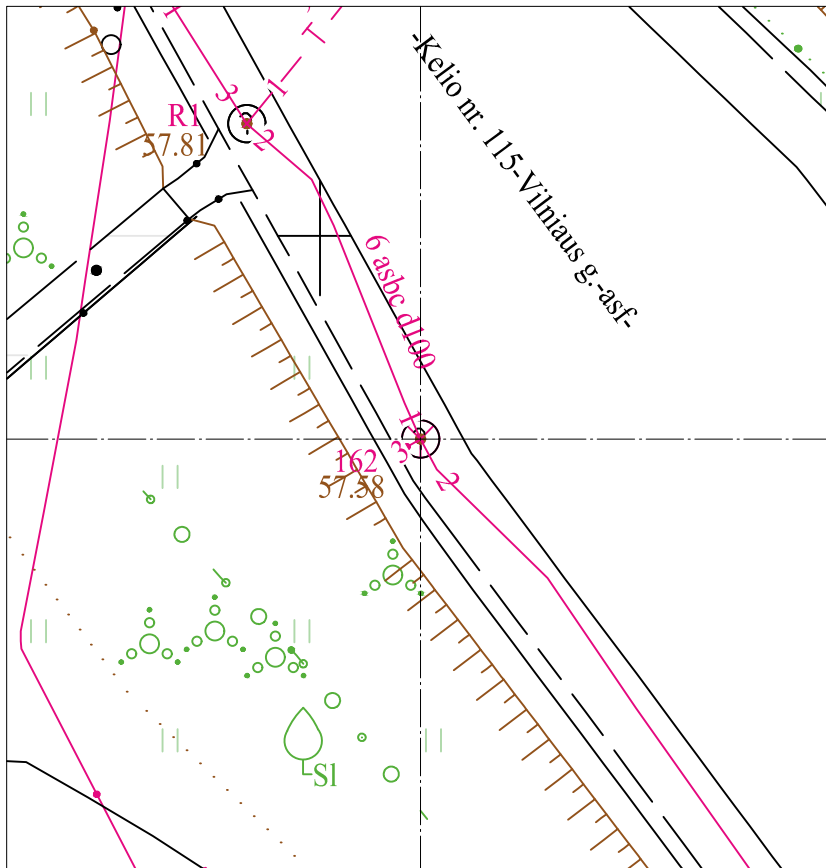 -Kelio nr. 115-Vilniaus g.-asf-
T
T
3
1
R1
57.81
2
6 asbc d100
1
3
162
57.58
2
Sl